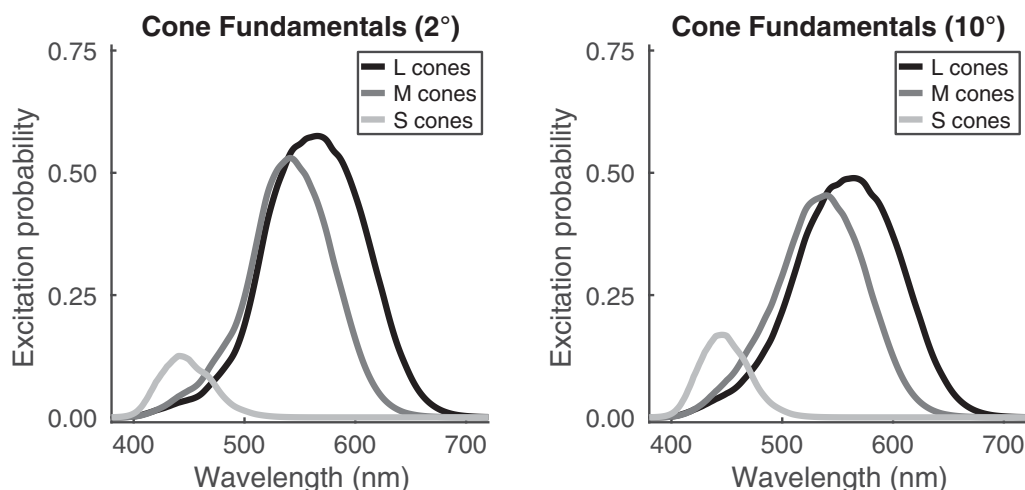 Cone Fundamentals (2°)
0.75
0.50
0.25
0.00
Excitation probability
L cones
M cones
S cones
400 500 600 700
Wavelength (nm)
Cone Fundamentals (10°)
0.75
0.50
0.25
0.00
Excitation probability
L cones
M cones
S cones
400 500 600 700
Wavelength (nm)